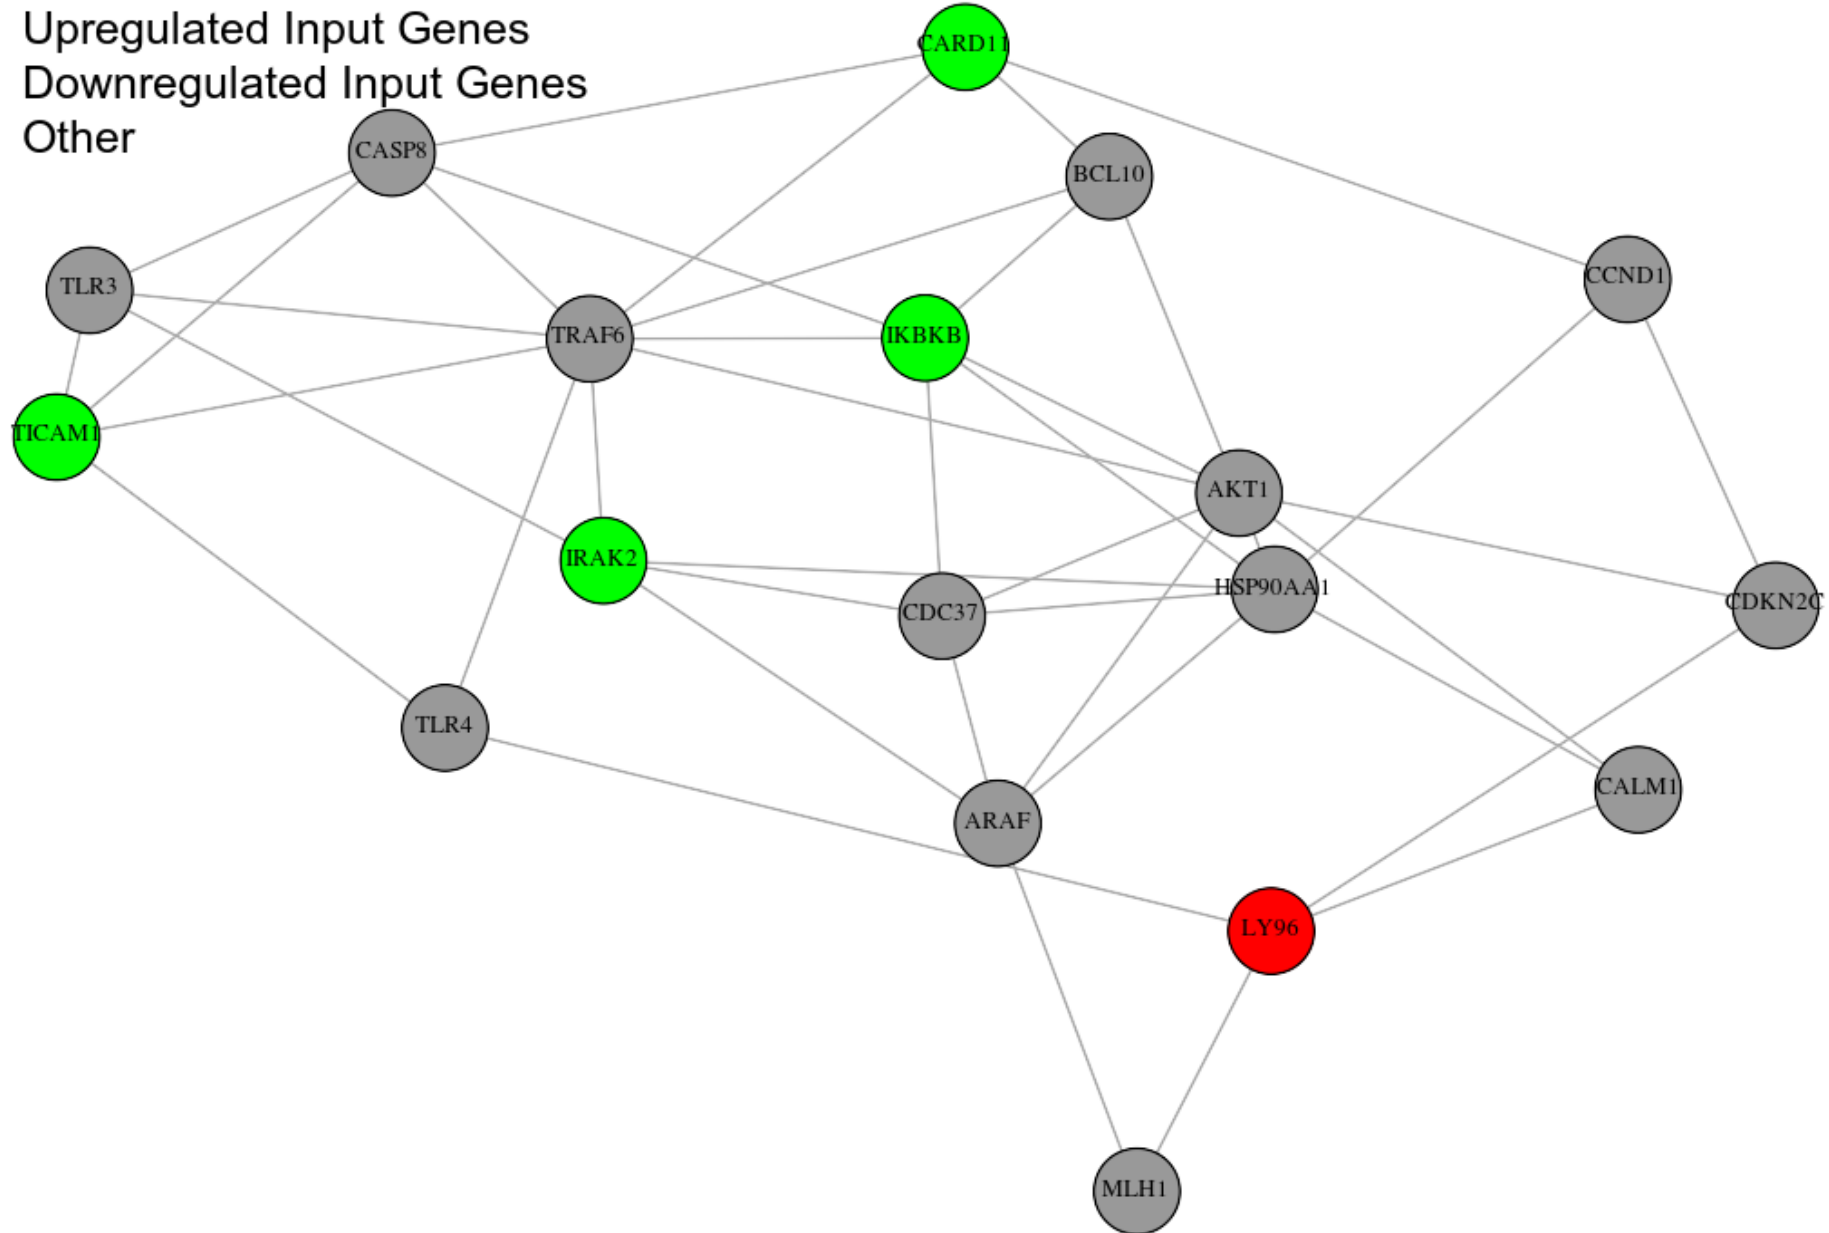 Upregulated Input Genes
Downregulated Input Genes
Other
CARD11
CASP8
BCL10
TLR3
CCND1
TRAF6
IKBKB
TICAM1
AKT1
IRAK2
HSP90AA1
CDC37
CDKN2C
TLR4
CALM1
ARAF
LY96
MLH1